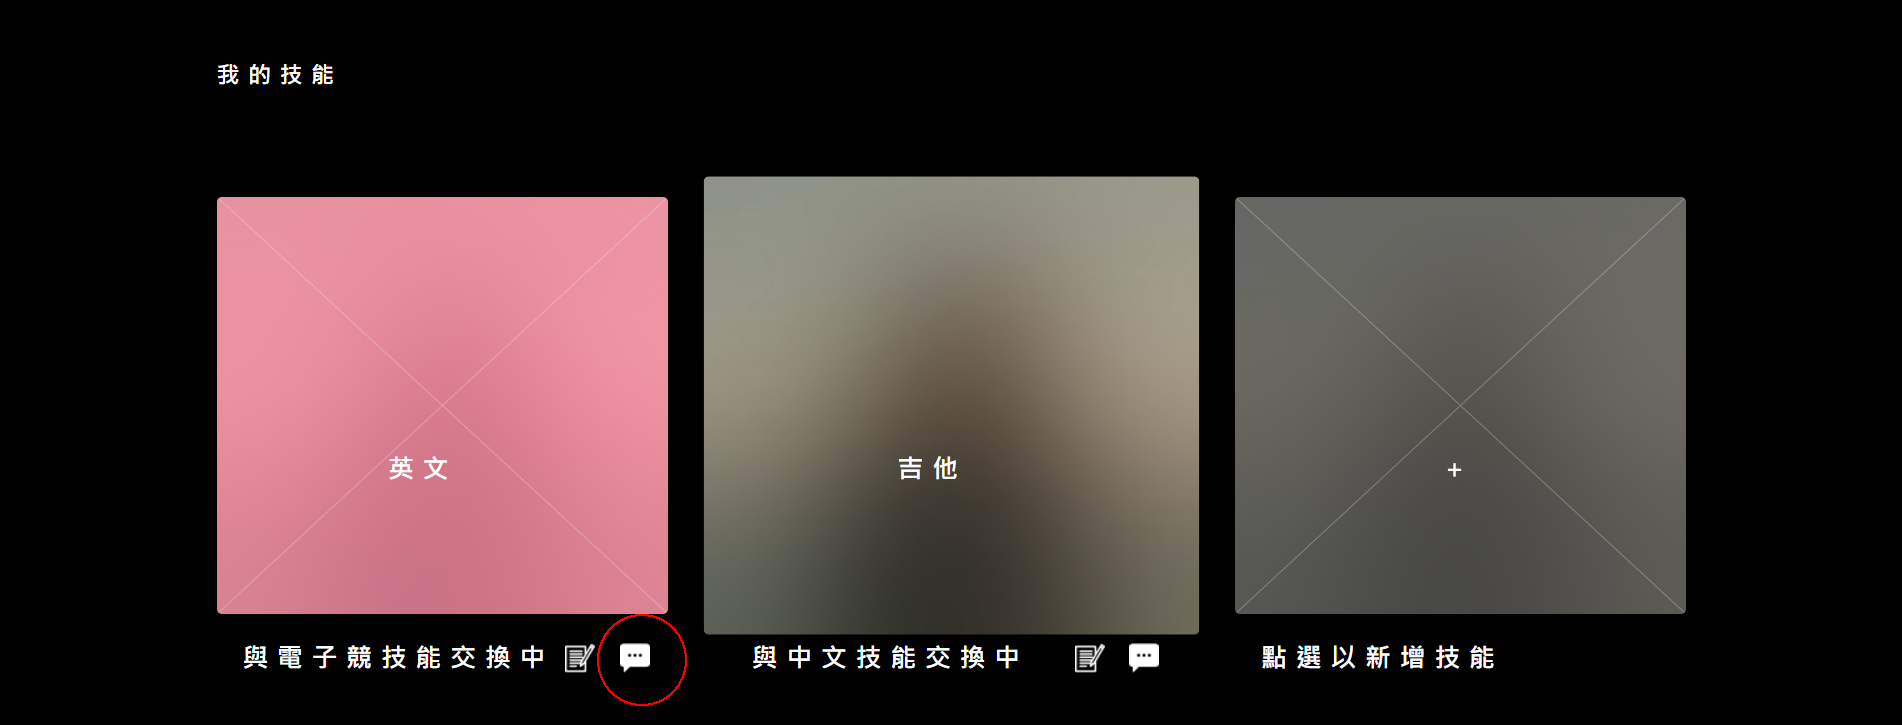 我的技能
英文
吉他
+
與電子競技能交換中
與中文技能交換中
點選以新增技能